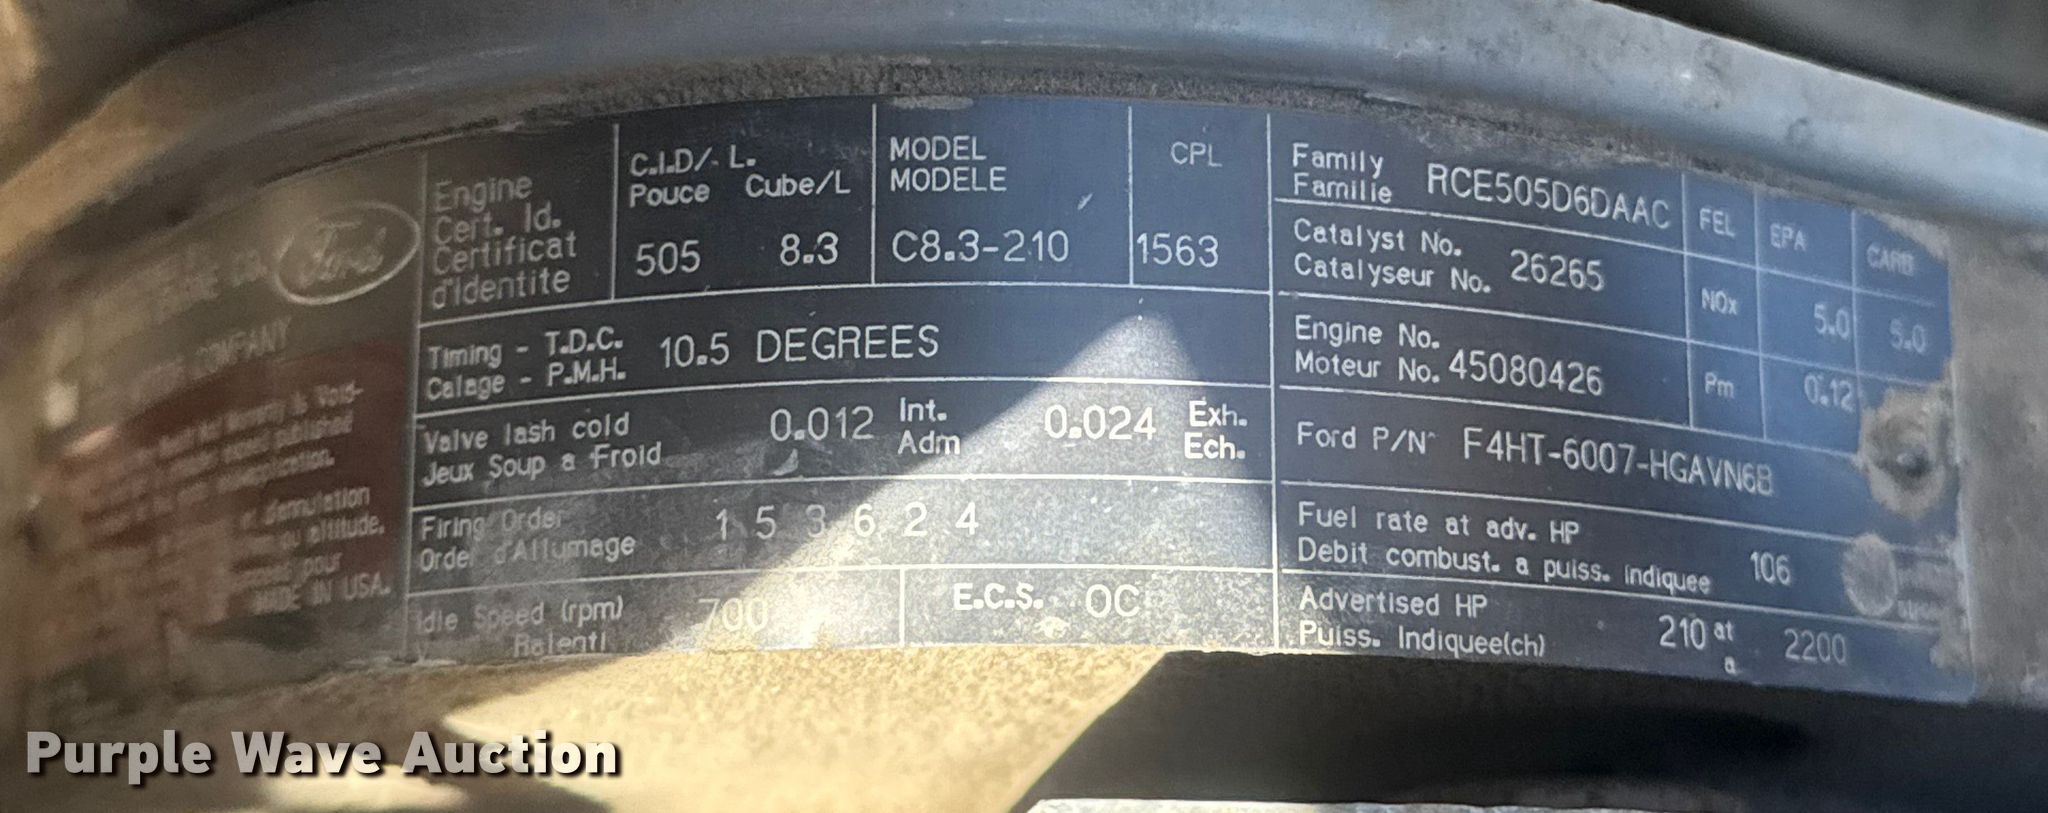 Ford
COMPANY
MADE IN USA.
Engine
Cert. Id.
Certificat
d'Identite
C.I.D/- L.
Pouce Cube/L
505 8.3
MODEL
MODELE
C8.3-210
CPL
1563
Timing - T.D.C.
Calage - P.M.H.
10.5 DEGREES
Valve lash cold
Jeux Soup a Froid
0.012 Int.
Adm
0.024 Exh.
Ech.
Firing Order
Order d'Allumage
1 5 3 6 2 4
Idle Speed (rpm)
Ralenti
700
E.C.S. OC
Family
Familie
RCE505D6DAAC
Catalyst No.
Catalyseur No.
26265
Engine No.
Moteur No. 45080426
Ford P/N F4HT-6007-HGAVN6B
Fuel rate at adv. HP
Debit combust. a puiss. indiquee
106
Advertised HP
Puiss. Indiquee(ch)
210 at
a
2200
FEL EPA CARB
NOx 5.0 5.0
Pm 0.12
Purple Wave Auction